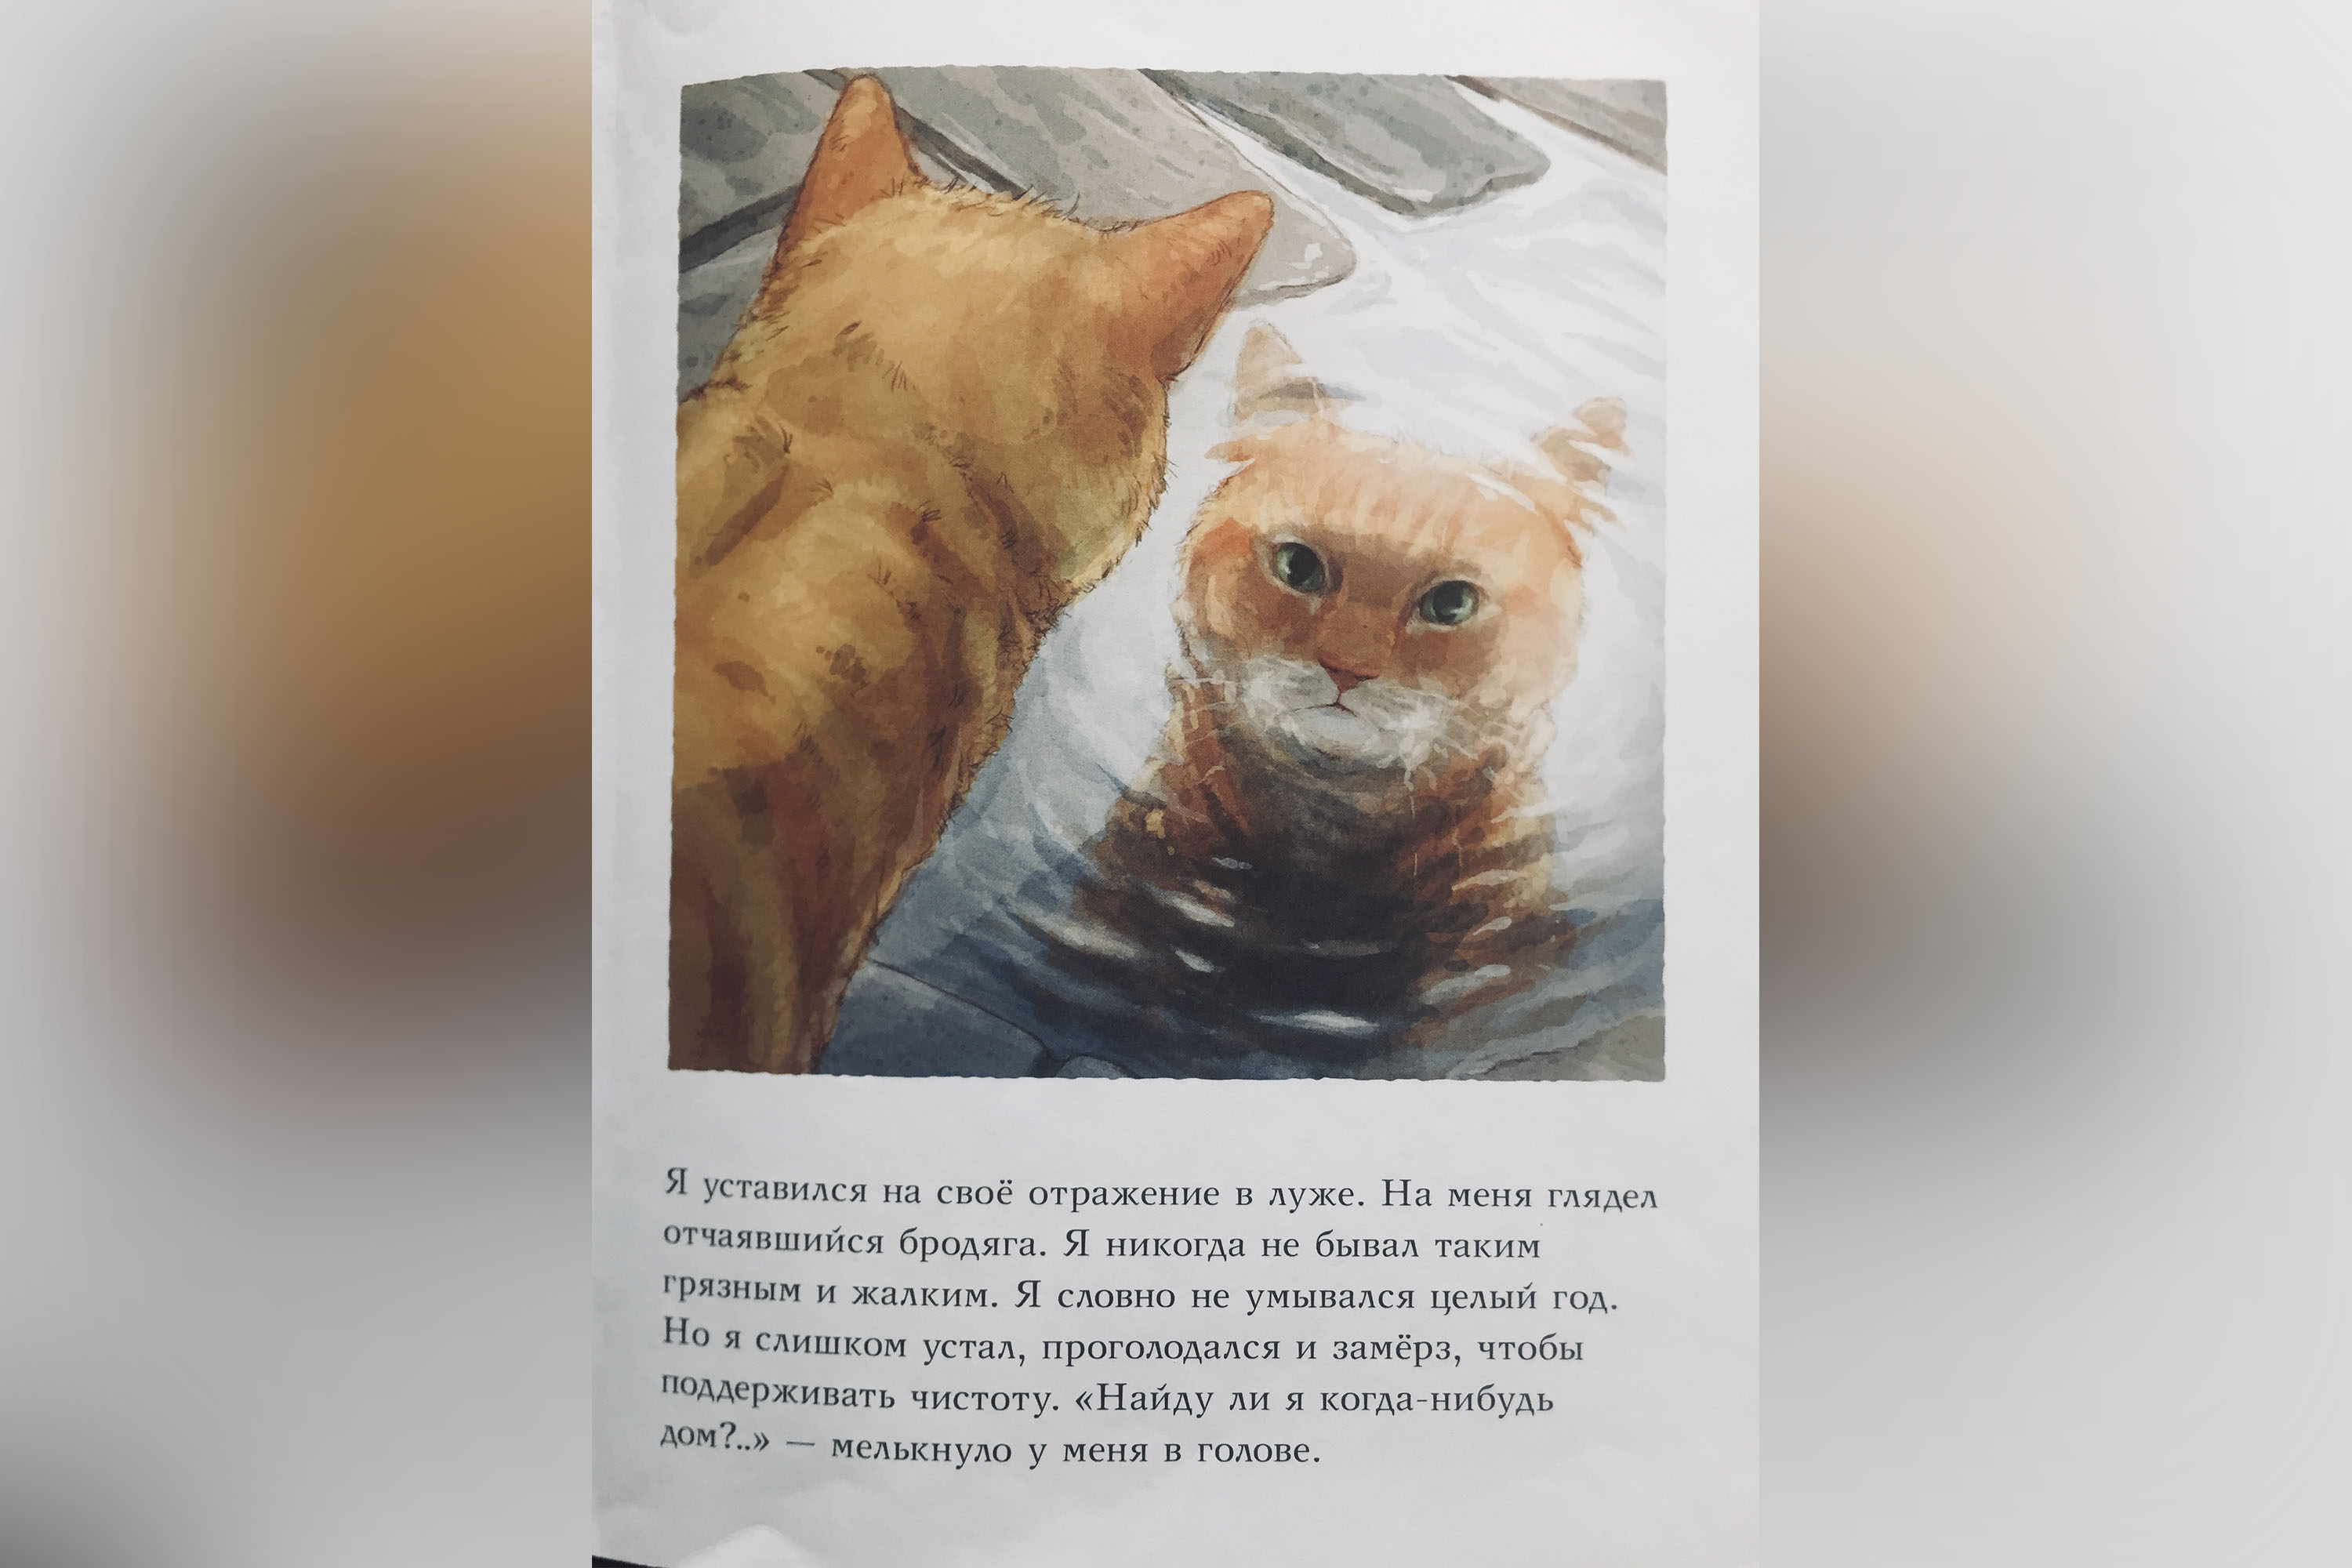 Я уставился на своё отражение в луже. На меня глядел
отчаявшийся бродяга. Я никогда не бывал таким
грязным и жалким. Я словно не умывался целый год.
Но я слишком устал, проголодался и замёрз, чтобы
поддерживать чистоту. «Найду ли я когда-нибудь
дом?..» — мелькнуло у меня в голове.